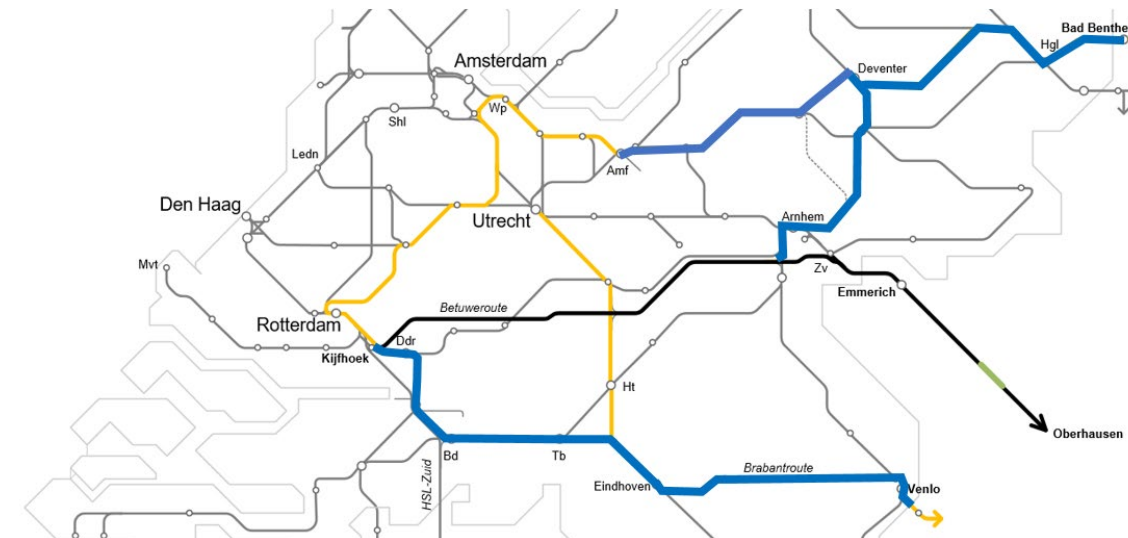 Bad Benthe
Hgl
Amsterdam
Deventer
Wp
Shl
Ledn
Amf
Den Haag
Utrecht
Arnhem
Mvt
Zv
Emmerich
Betuweroute
Rotterdam
Ddr
Kijfhoek
Ht
Oberhausen
Bd
Tb
Brabantroute
HSL-Zuid
Eindhoven
Venlo